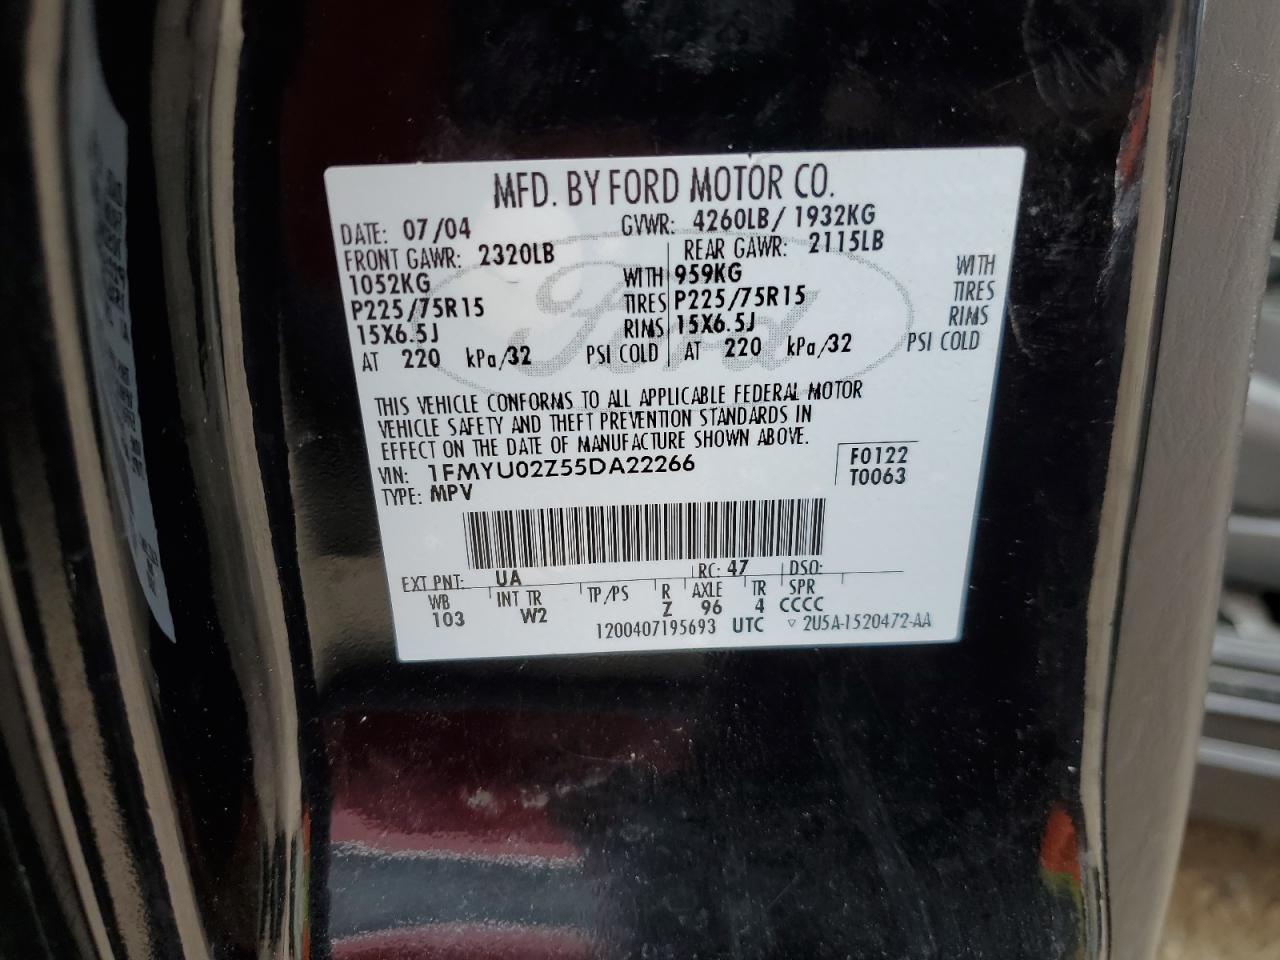 MFD. BY FORD MOTOR CO.
DATE: 07/04 GVWR: 4260LB/ 1932KG
FRONT GAWR: 2320LB REAR GAWR: 2115LB
1052KG WITH 959KG WITH
P225/75R15 TIRES P225/75R15 TIRES
15X6.5J RIMS 15X6.5J RIMS
AT 220 kPa/32 PSI COLD AT 220 kPa/32 PSI COLD
Ford
THIS VEHICLE CONFORMS TO ALL APPLICABLE FEDERAL MOTOR
VEHICLE SAFETY AND THEFT PREVENTION STANDARDS IN
EFFECT ON THE DATE OF MANUFACTURE SHOWN ABOVE.
VIN: 1FMYU02Z55DA22266 F0122
TYPE: MPV T0063
EXT PNT: UA RC: 47 DSO:
WB INT TR TP/PS R AXLE TR SPR
103 W2 Z 96 4 CCCC
1200407195693 UTC ▽ 2U5A-1520472-AA